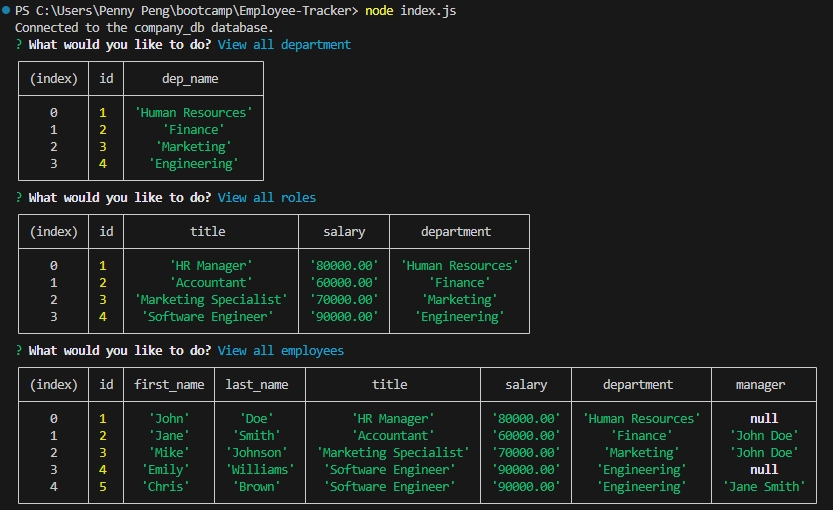 PS C:\Users\Penny Peng\bootcamp\Employee-Tracker> node index.js
Connected to the company_db database.
? What would you like to do? View all department
(index) id dep_name
0 1 'Human Resources'
1 2 'Finance'
2 3 'Marketing'
3 4 'Engineering'
? What would you like to do? View all roles
(index) id title salary department
0 1 'HR Manager' '80000.00' 'Human Resources'
1 2 'Accountant' '60000.00' 'Finance'
2 3 'Marketing Specialist' '70000.00' 'Marketing'
3 4 'Software Engineer' '90000.00' 'Engineering'
? What would you like to do? View all employees
(index) id first_name last_name title salary department manager
0 1 'John' 'Doe' 'HR Manager' '80000.00' 'Human Resources' null
1 2 'Jane' 'Smith' 'Accountant' '60000.00' 'Finance' 'John Doe'
2 3 'Mike' 'Johnson' 'Marketing Specialist' '70000.00' 'Marketing' 'John Doe'
3 4 'Emily' 'Williams' 'Software Engineer' '90000.00' 'Engineering' null
4 5 'Chris' 'Brown' 'Software Engineer' '90000.00' 'Engineering' 'Jane Smith'